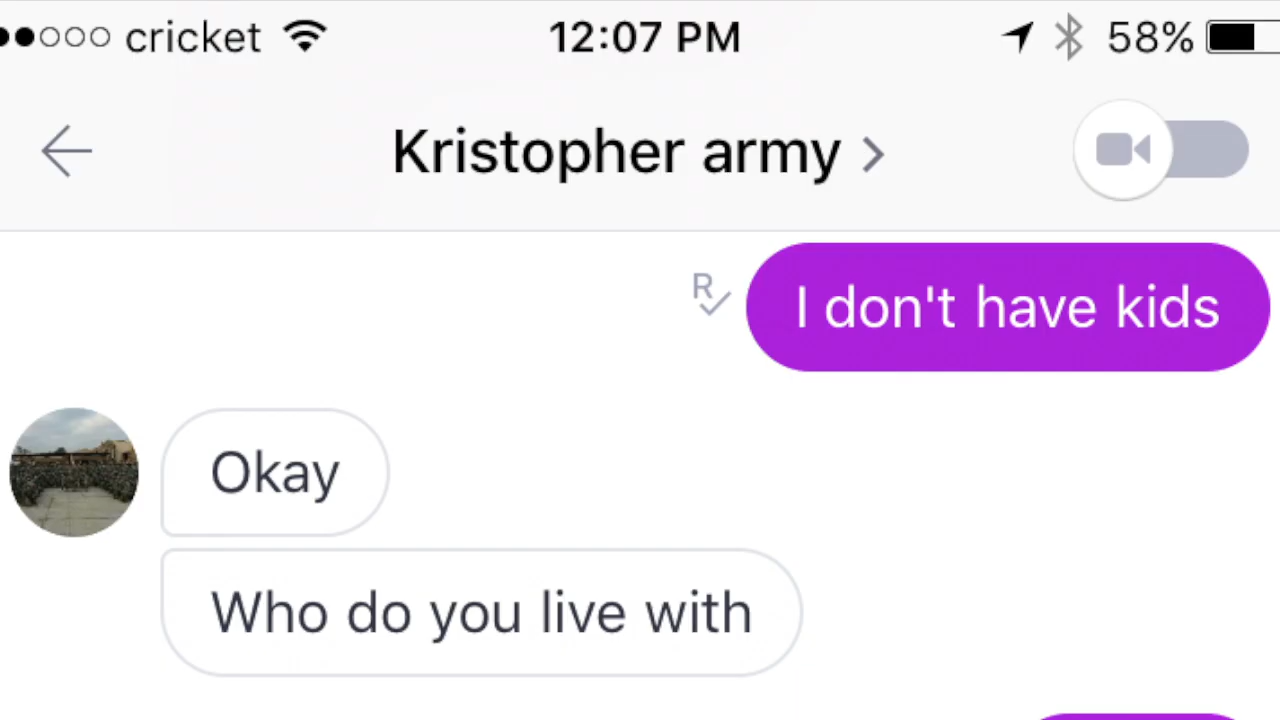 cricket 12:07 PM 58%
Kristopher army
R
I don't have kids
Okay
Who do you live with